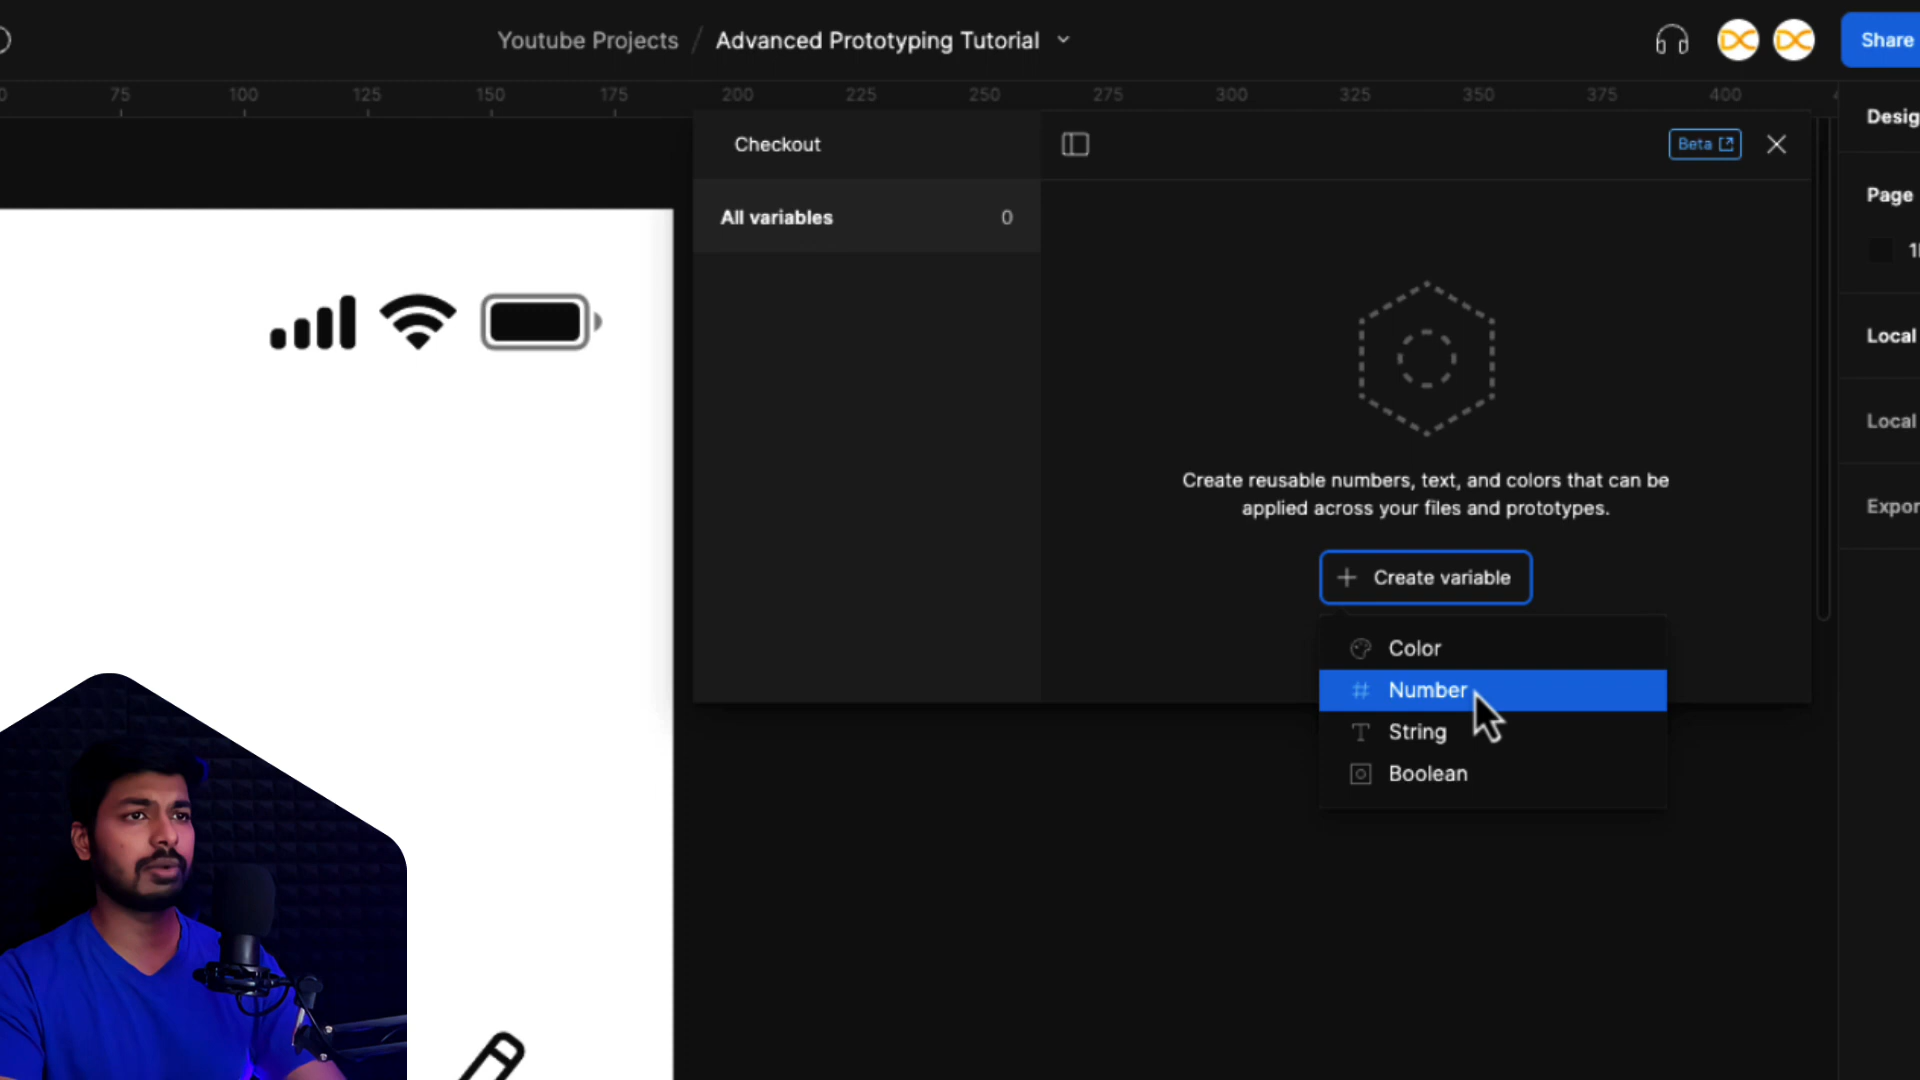 Youtube Projects / Advanced Prototyping Tutorial
Share
75 100 125 150 175 200 225 250 275 300 325 350 375 400
Checkout
Beta
All variables 0
Create reusable numbers, text, and colors that can be
applied across your files and prototypes.
+ Create variable
Color
Number
String
Boolean
Desig
Page
Local
Local
Expor